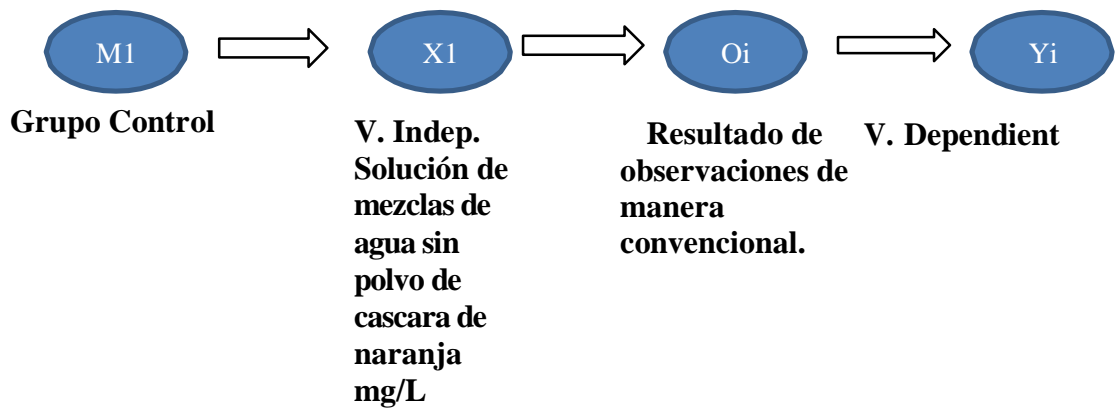 M1
X1
Oi
Yi
Grupo Control
V. Indep.
Solución de
mezclas de
agua sin
polvo de
cascara de
naranja
mg/L
Resultado de
observaciones de
manera
convencional.
V. Dependient